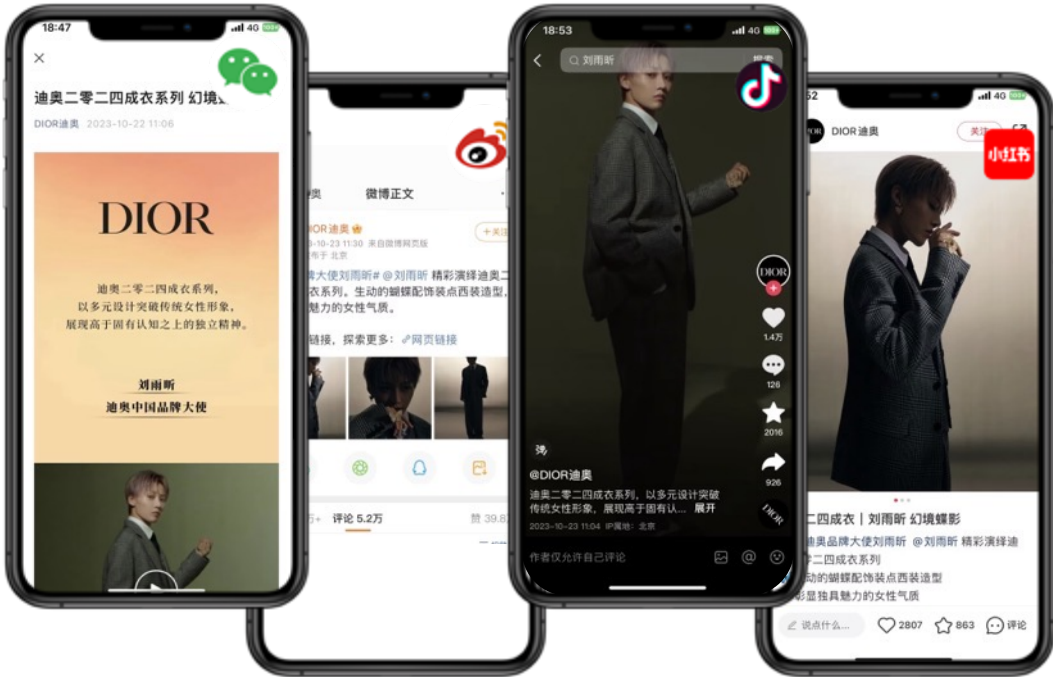 18:47
4G
迪奥二零二四成衣系列 幻境
DIOR迪奥 2023-10-22 11:06
DIOR
迪奥二零二四成衣系列，
以多元设计突破传统女性形象，
展现高于固有认知之上的独立精神。
刘雨昕
迪奥中国品牌大使
奥
微博正文
IOR迪奥
+关注
-10-23 11:30 来自微博网页版
布于 北京
大使刘雨昕# @刘雨昕 精彩演绎迪奥二
衣系列。生动的蝴蝶配饰装点西装造型，
魅力的女性气质。
链接，探索更多： 网页链接
评论 5.2万
赞 39.8
18:53
4G
刘雨昕
搜索
DIOR
1.4万
126
2016
926
DIOR
@DIOR迪奥
迪奥二零二四成衣系列，以多元设计突破
传统女性形象，展现高于固有认... 展开
2023-10-23 11:04 IP属地：北京
作者仅允许自己评论
52
4G
DIOR迪奥
关注
小红书
二四成衣｜刘雨昕 幻境蝶影
迪奥品牌大使刘雨昕 @刘雨昕 精彩演绎迪
零二四成衣系列
动的蝴蝶配饰装点西装造型
彰显独具魅力的女性气质
说点什么...
2807
863
评论